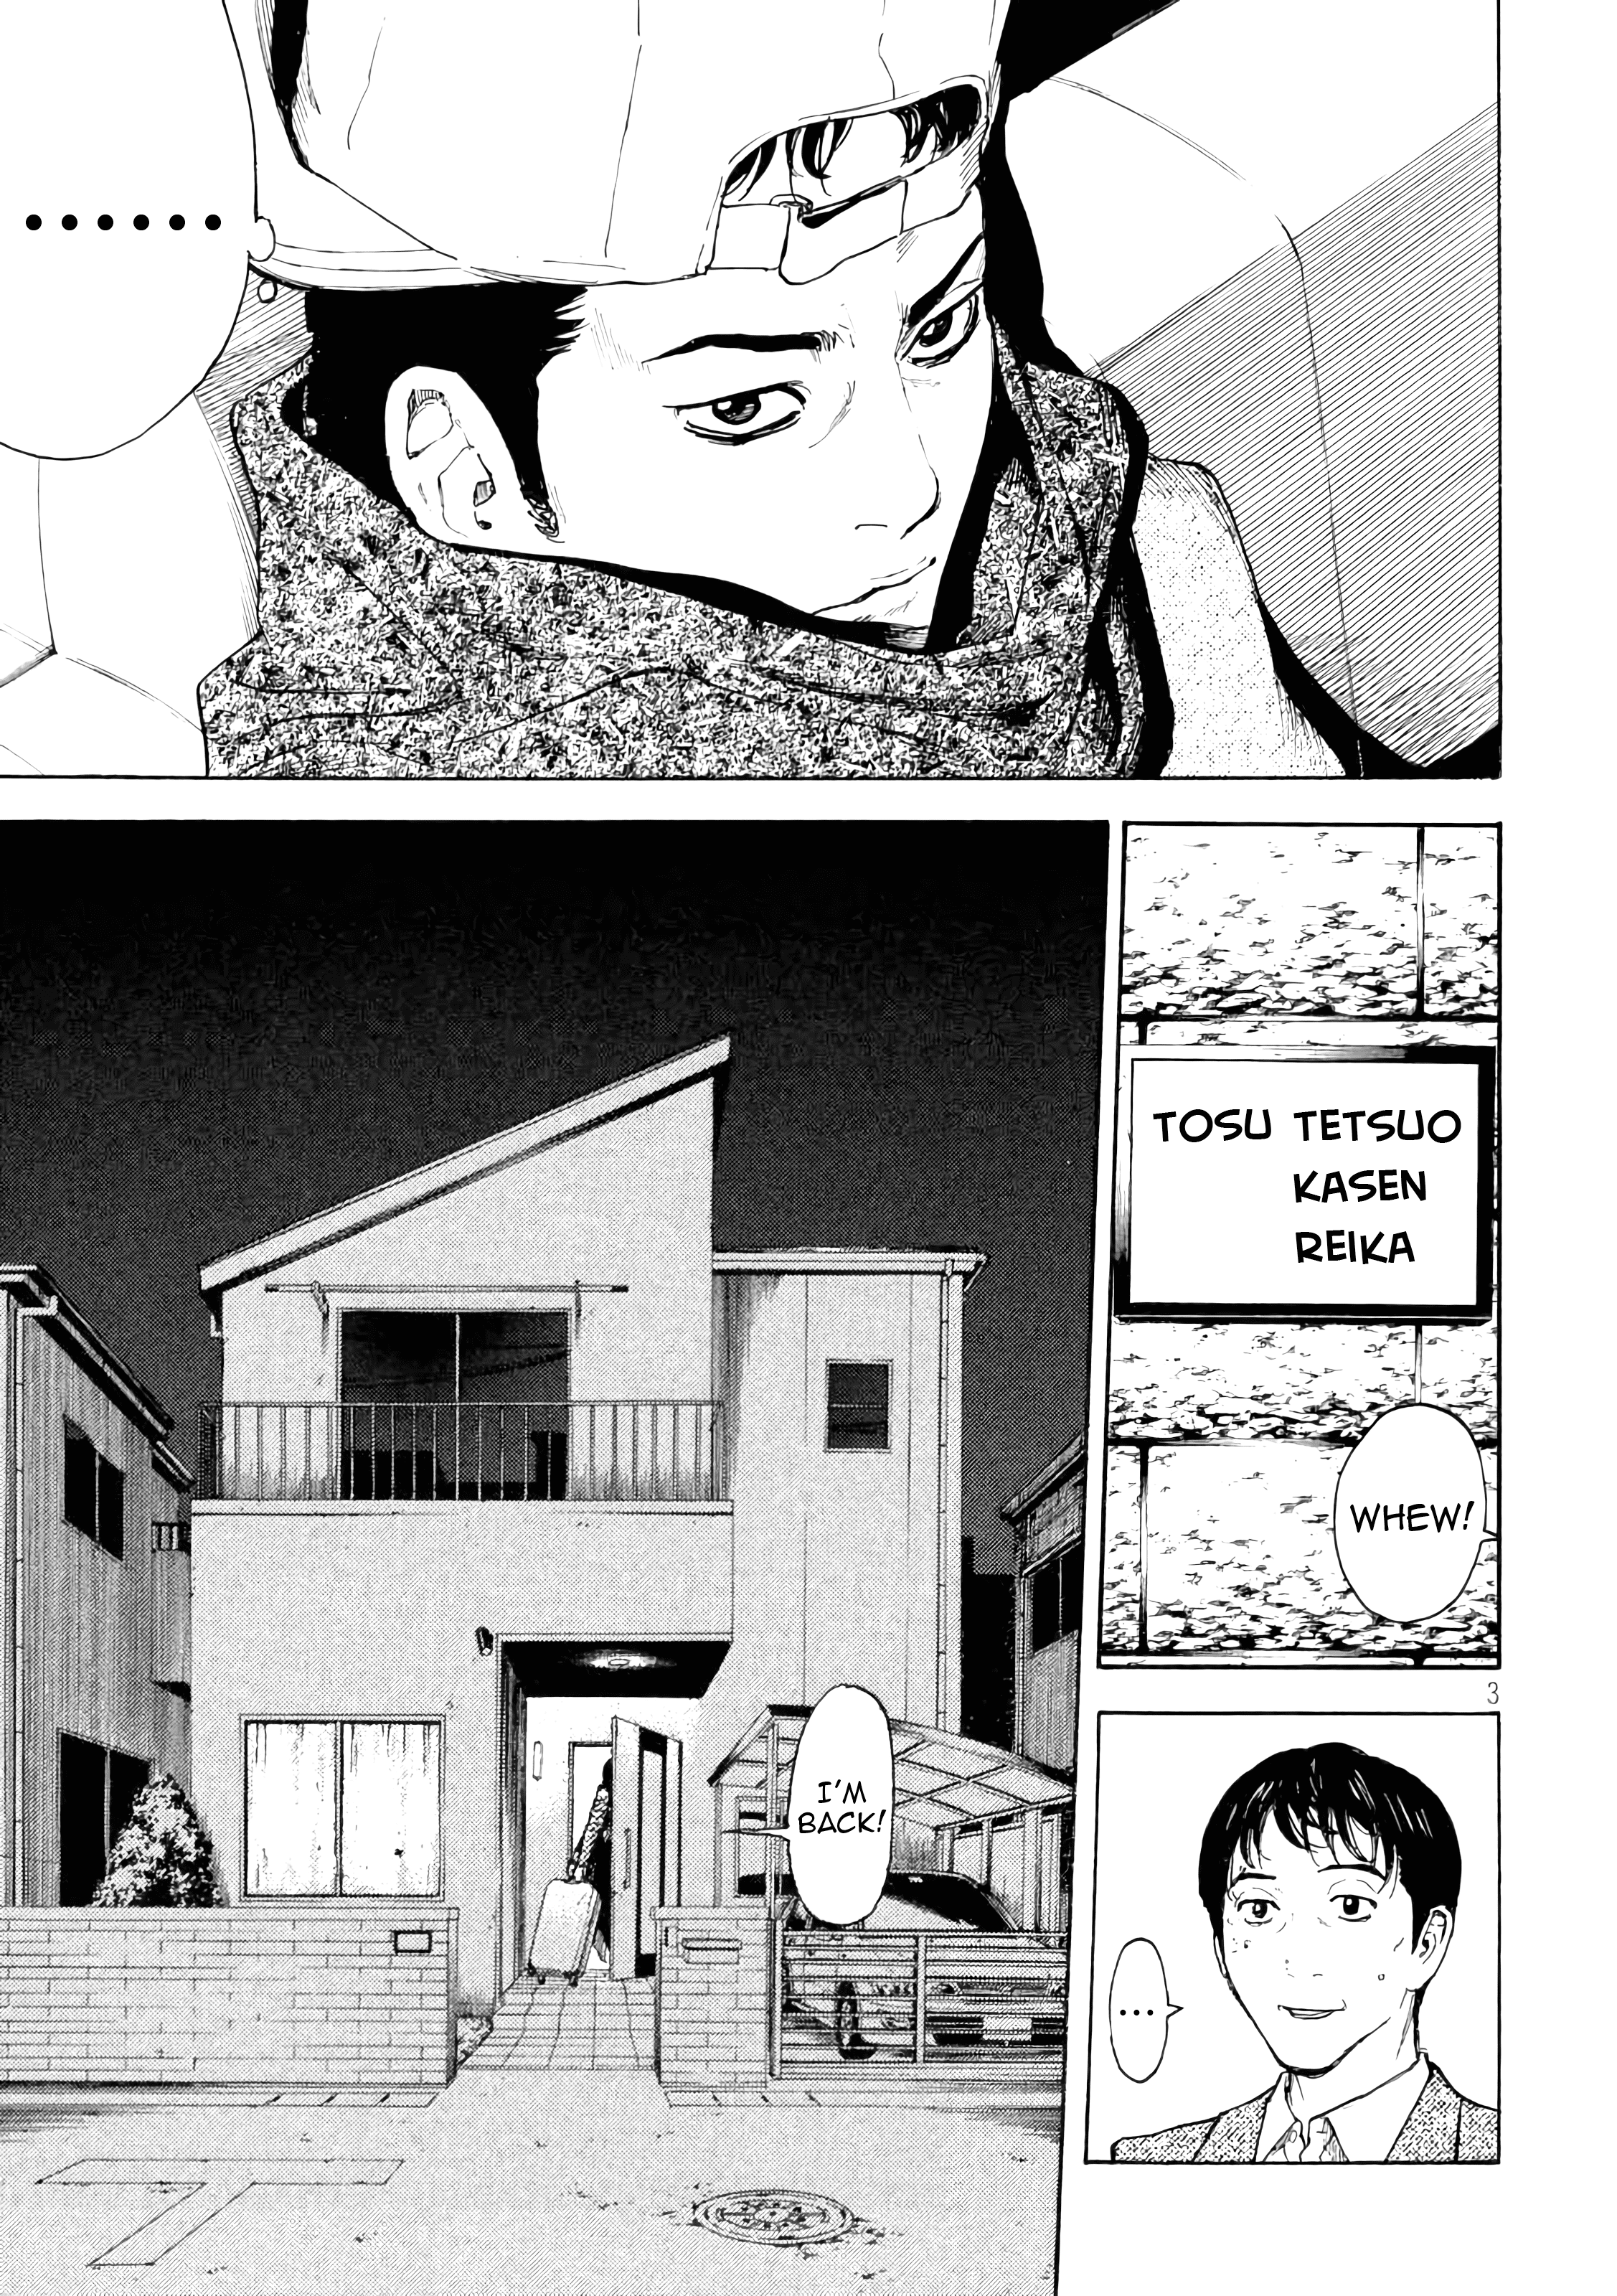 ......
TOSU TETSUO
KASEN
REIKA
WHEW!
3
...
I'M
BACK!